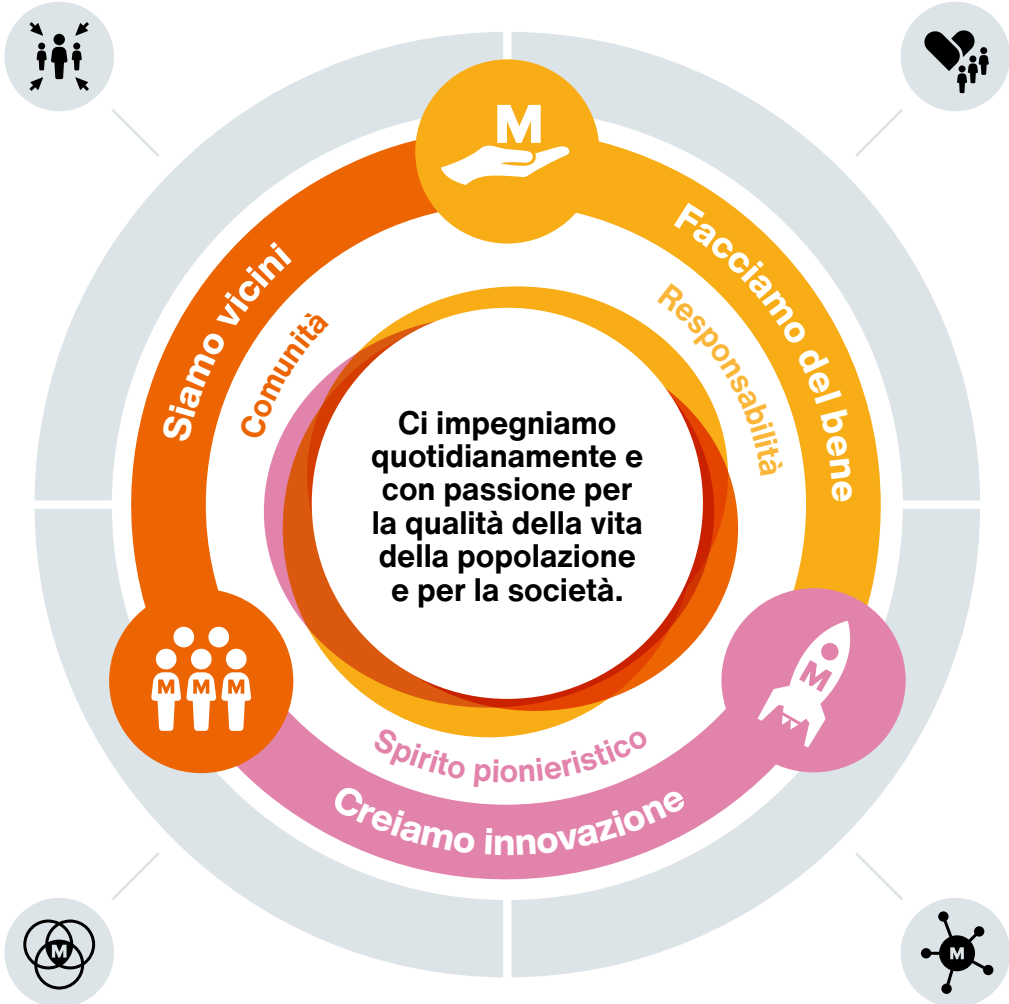 M
Siamo vicini
Facciamo del bene
Comunità
Responsabilità
Ci impegniamo
quotidianamente e
con passione per
la qualità della vita
della popolazione
e per la società.
M M M
M
Spirito pionieristico
Creiamo innovazione
M
M